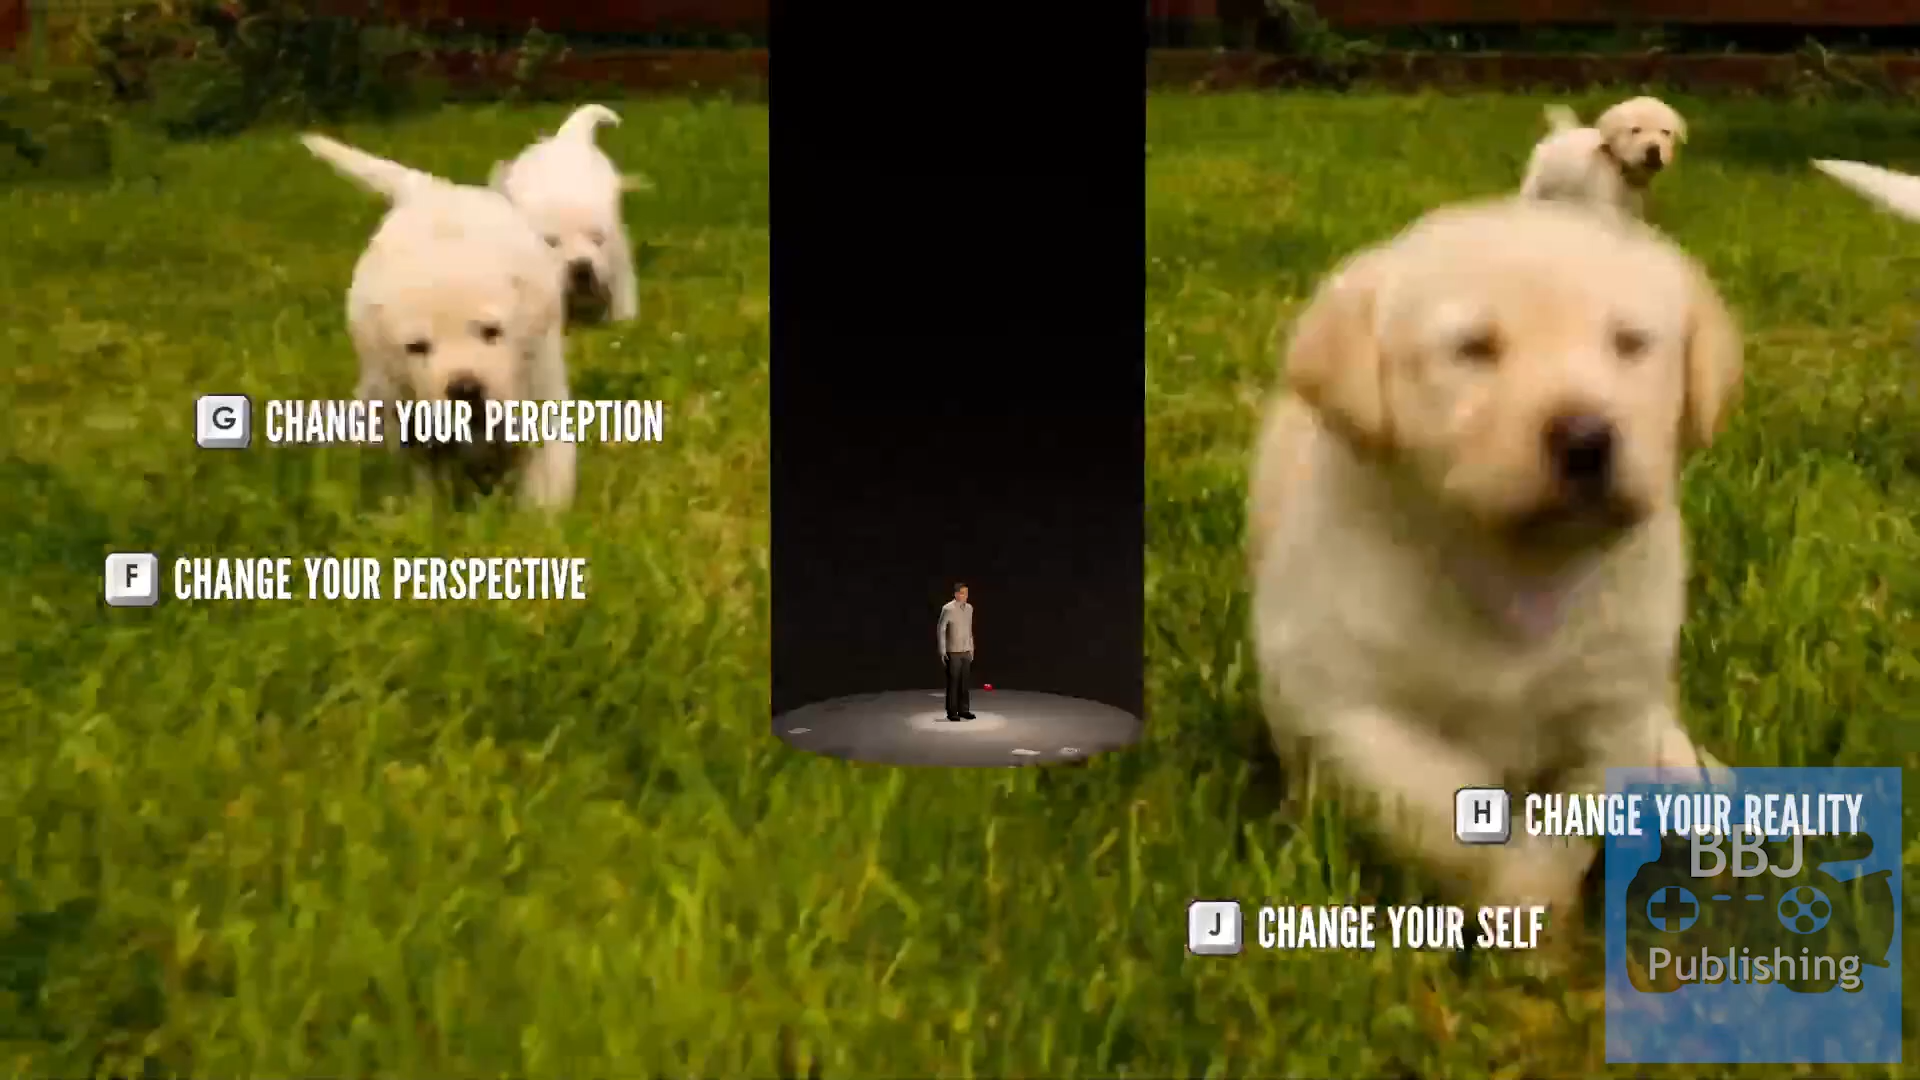 G CHANGE YOUR PERCEPTION
F CHANGE YOUR PERSPECTIVE
H CHANGE YOUR REALITY
J CHANGE YOUR SELF
BBJ
Publishing